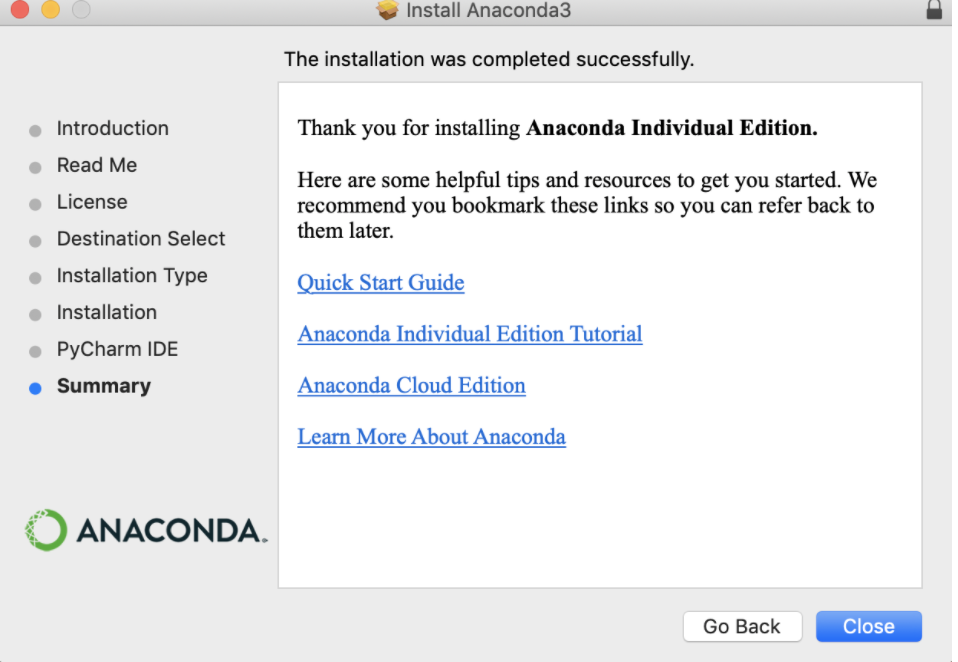 Install Anaconda3
The installation was completed successfully.
Introduction
Read Me
License
Destination Select
Installation Type
Installation
PyCharm IDE
Summary
Thank you for installing Anaconda Individual Edition.
Here are some helpful tips and resources to get you started. We
recommend you bookmark these links so you can refer back to
them later.
Quick Start Guide
Anaconda Individual Edition Tutorial
Anaconda Cloud Edition
Learn More About Anaconda
ANACONDA.
Go Back
Close